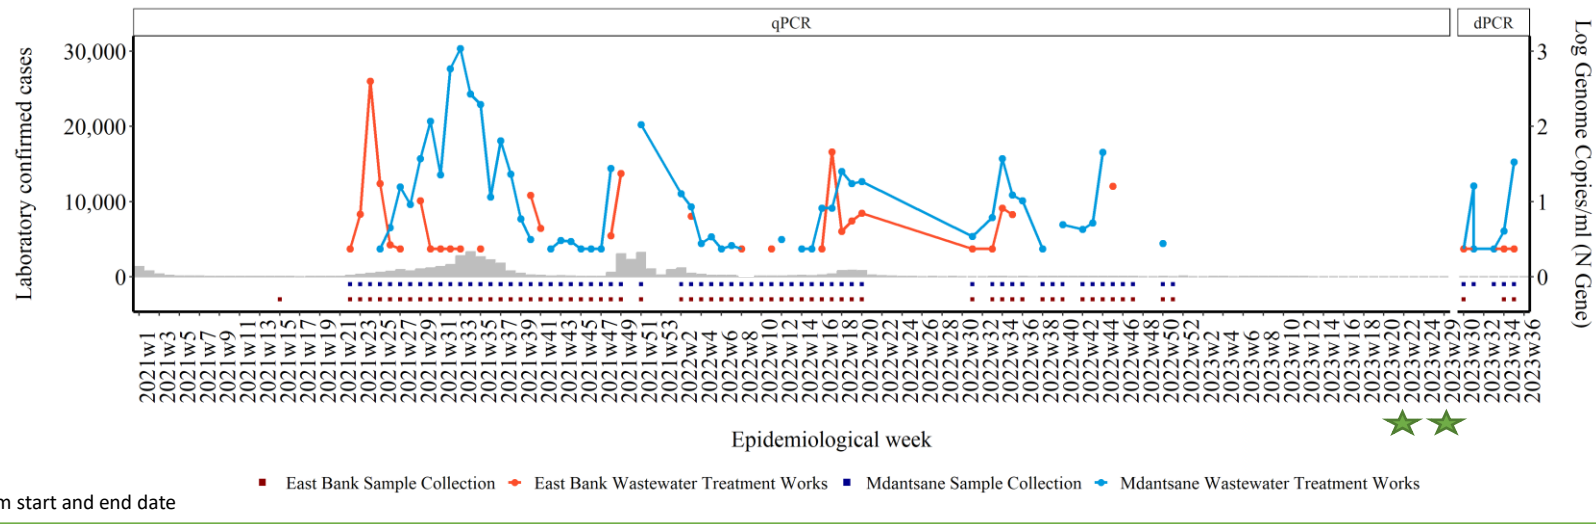 qPCR
dPCR
Laboratory confirmed cases
30,000
20,000
10,000
0
3
2
1
0
Log Genome Copies/ml (N Gene)
2021w1
2021w3
2021w5
2021w7
2021w9
2021w11
2021w13
2021w15
2021w17
2021w19
2021w21
2021w23
2021w25
2021w27
2021w29
2021w31
2021w33
2021w35
2021w37
2021w39
2021w41
2021w43
2021w45
2021w47
2021w49
2021w51
2021w53
2022w2
2022w4
2022w6
2022w8
2022w10
2022w12
2022w14
2022w16
2022w18
2022w20
2022w22
2022w24
2022w26
2022w28
2022w30
2022w32
2022w34
2022w36
2022w38
2022w40
2022w42
2022w44
2022w46
2022w48
2022w50
2022w52
2023w2
2023w4
2023w6
2023w8
2023w10
2023w12
2023w14
2023w16
2023w18
2023w20
2023w22
2023w24
2023w29
2023w30
2023w32
2023w34
2023w36
Epidemiological week
East Bank Sample Collection East Bank Wastewater Treatment Works Mdantsane Sample Collection Mdantsane Wastewater Treatment Works
m start and end date